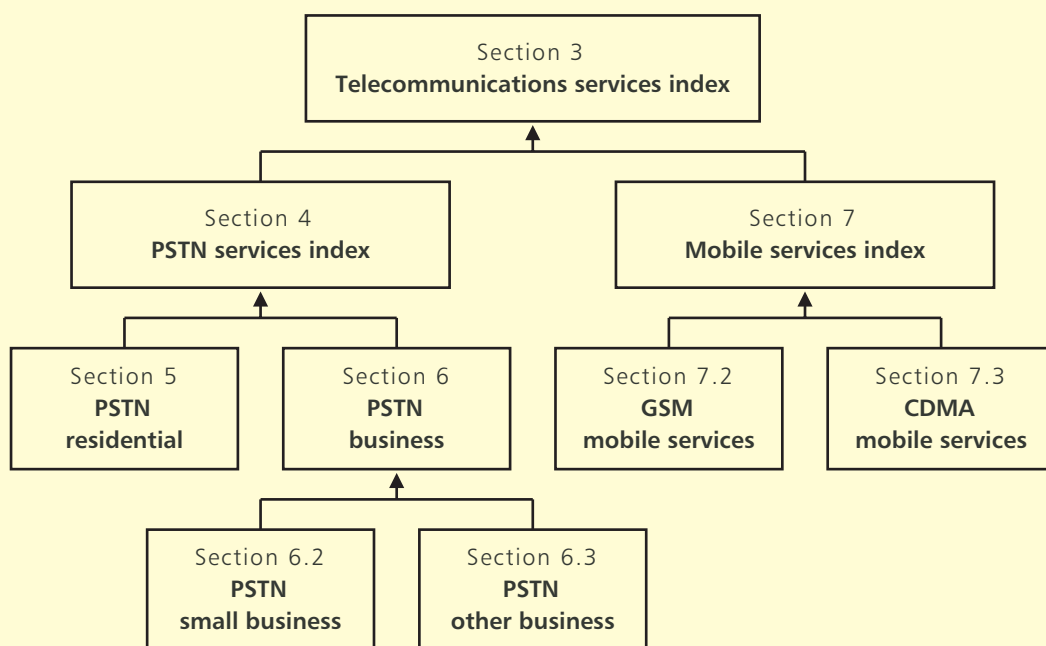 Section 3
Telecommunications services index
Section 4
PSTN services index
Section 7
Mobile services index
Section 5
PSTN
residential
Section 6
PSTN
business
Section 7.2
GSM
mobile services
Section 7.3
CDMA
mobile services
Section 6.2
PSTN
small business
Section 6.3
PSTN
other business